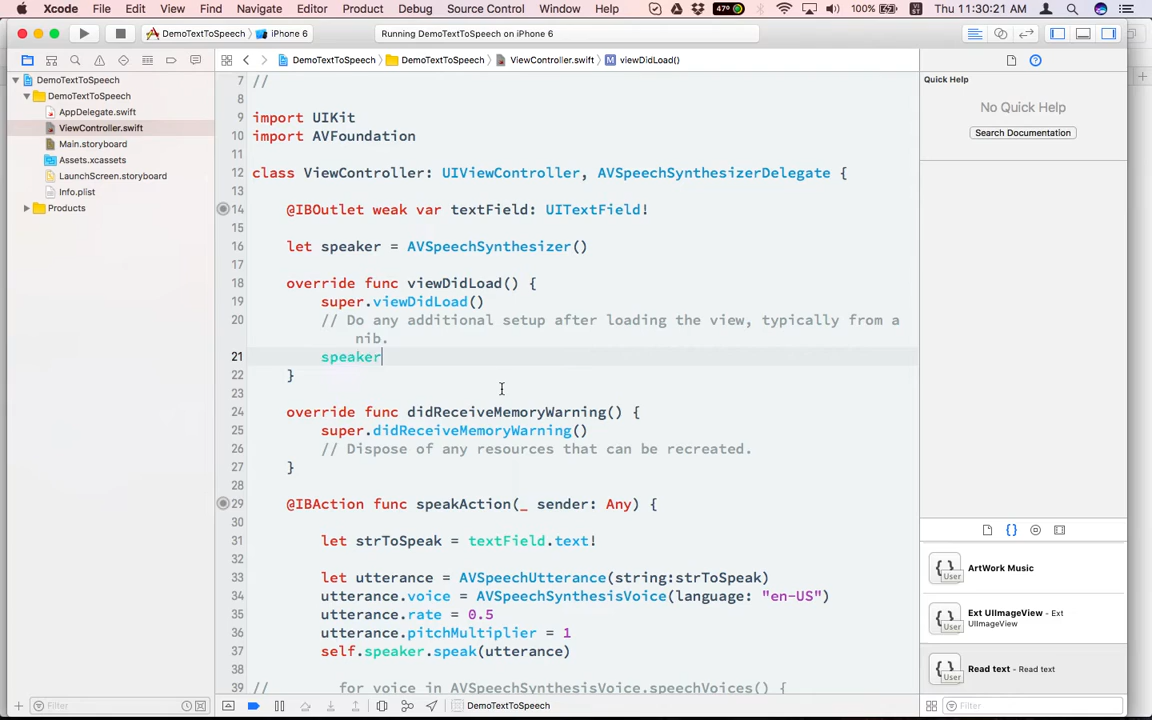 Xcode File Edit View Find Navigate Editor Product Debug Source Control Window Help 47° 100% VI ST Thu 11:30:21 AM
DemoTextToSpeech iPhone 6 Running DemoTextToSpeech on iPhone 6
DemoTextToSpeech DemoTextToSpeech ViewController.swift M viewDidLoad()
DemoTextToSpeech
DemoTextToSpeech
AppDelegate.swift
ViewController.swift
Main.storyboard
Assets.xcassets
LaunchScreen.storyboard
Info.plist
Products
7 //
8
9 import UIKit
10 import AVFoundation
11
12 class ViewController: UIViewController, AVSpeechSynthesizerDelegate {
13
14 @IBOutlet weak var textField: UITextField!
15
16 let speaker = AVSpeechSynthesizer()
17
18 override func viewDidLoad() {
19 super.viewDidLoad()
20 // Do any additional setup after loading the view, typically from a
nib.
21 speaker
22 }
23
24 override func didReceiveMemoryWarning() {
25 super.didReceiveMemoryWarning()
26 // Dispose of any resources that can be recreated.
27 }
28
29 @IBAction func speakAction(_ sender: Any) {
30
31 let strToSpeak = textField.text!
32
33 let utterance = AVSpeechUtterance(string:strToSpeak)
34 utterance.voice = AVSpeechSynthesisVoice(language: "en-US")
35 utterance.rate = 0.5
36 utterance.pitchMultiplier = 1
37 self.speaker.speak(utterance)
38
39 // for voice in AVSpeechSynthesisVoice.speechVoices() {
Quick Help
No Quick Help
Search Documentation
{} User ArtWork Music
{} User Ext UIImageView - Ext
UIImageView
{} User Read text - Read text
Filter
DemoTextToSpeech
Filter